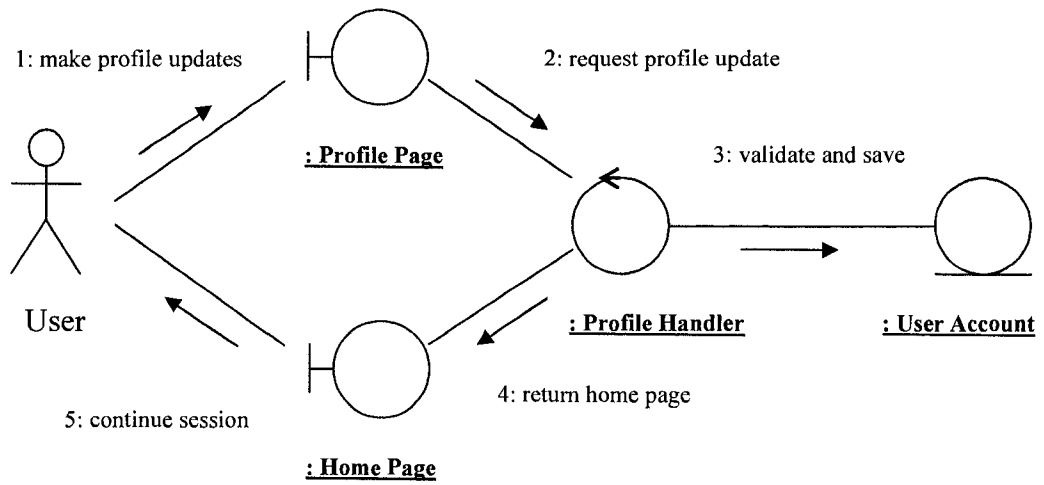 1: make profile updates
2: request profile update
: Profile Page
3: validate and save
User
: Profile Handler
: User Account
4: return home page
5: continue session
: Home Page